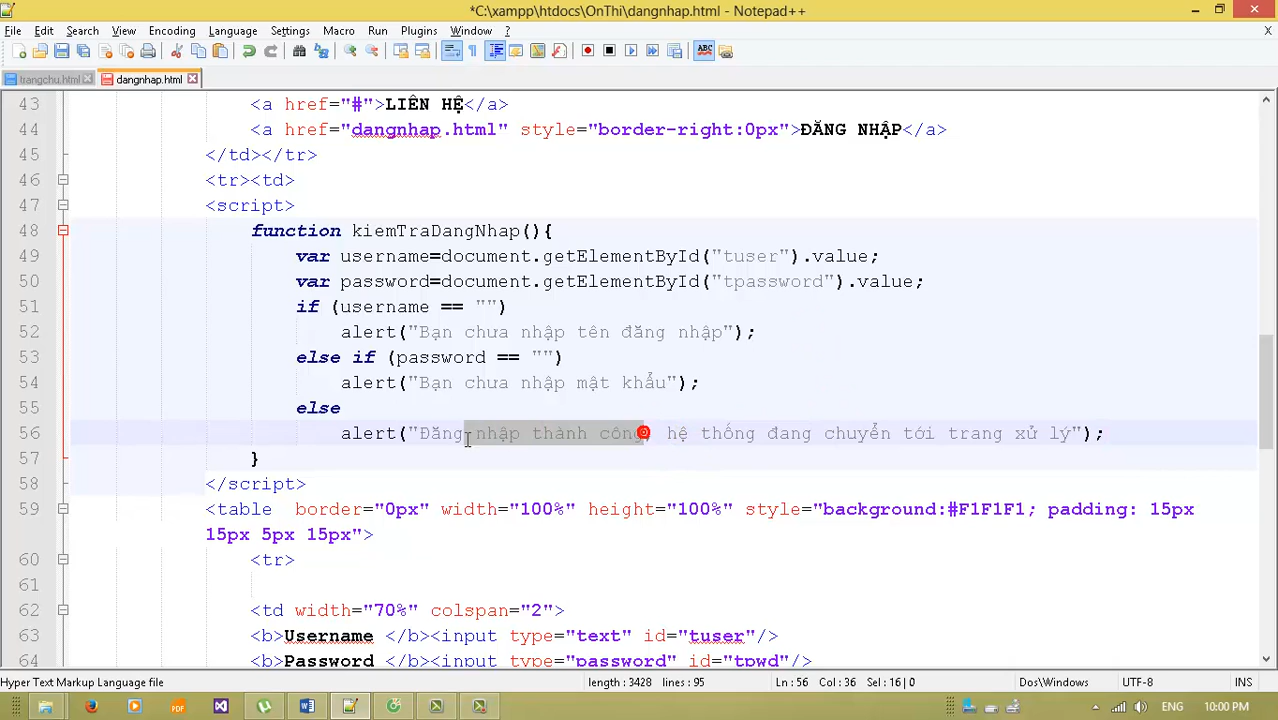 *C:\xampp\htdocs\OnThi\dangnhap.html - Notepad++
File Edit Search View Encoding Language Settings Macro Run Plugins Window ? X
trangchu.html dangnhap.html
43 <a href="#">LIÊN HỆ</a>
44 <a href="dangnhap.html" style="border-right:0px">ĐĂNG NHẬP</a>
45 </td></tr>
46 <tr><td>
47 <script>
48 function kiemTraDangNhap(){
49 var username=document.getElementById("tuser").value;
50 var password=document.getElementById("tpassword").value;
51 if (username == "")
52 alert("Bạn chưa nhập tên đăng nhập");
53 else if (password == "")
54 alert("Bạn chưa nhập mật khẩu");
55 else
56 alert("Đăng nhập thành công, hệ thống đang chuyển tới trang xử lý");
57 }
58 </script>
59 <table border="0px" width="100%" height="100%" style="background:#F1F1F1; padding: 15px
15px 5px 15px">
60 <tr>
61
62 <td width="70%" colspan="2">
63 <b>Username </b><input type="text" id="tuser"/>
64 <b>Password </b><input type="password" id="tpwd"/>
Hyper Text Markup Language file length : 3428 lines : 95 Ln : 56 Col : 36 Sel : 16 | 0 Dos\Windows UTF-8 INS
ENG 10:00 PM